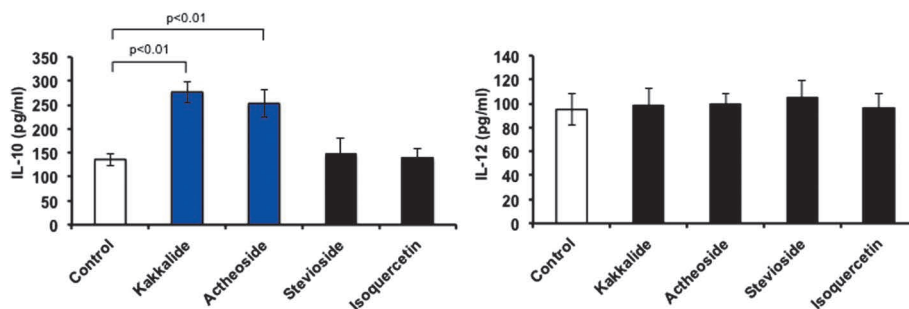 p<0.01
p<0.01
IL-10 (pg/ml)
350
300
250
200
150
100
50
0
Control
Kakkalide
Actheoside
Stevioside
Isoquercetin
IL-12 (pg/ml)
140
120
100
80
60
40
20
0
Control
Kakkalide
Actheoside
Stevioside
Isoquercetin